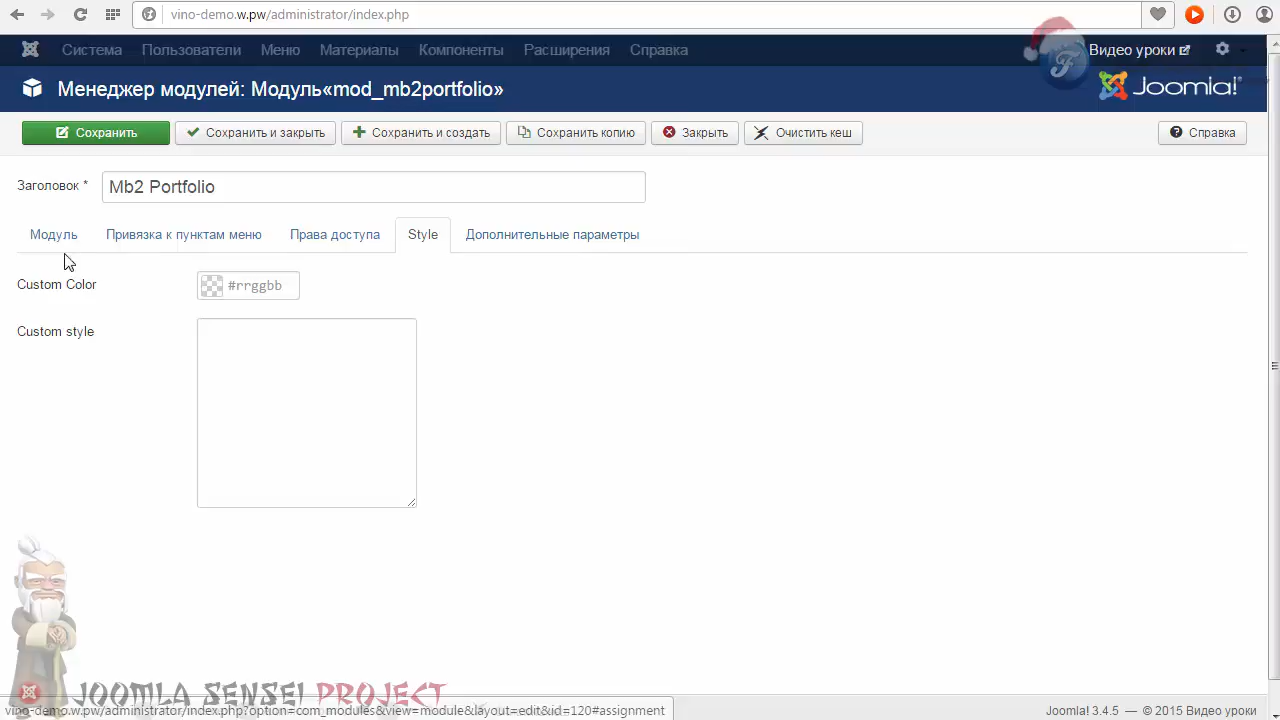 vino-demo.w.pw/administrator/index.php
Система Пользователи Меню Материалы Компоненты Расширения Справка Видео уроки
Менеджер модулей: Модуль«mod_mb2portfolio» Joomla!®
Сохранить Сохранить и закрыть Сохранить и создать Сохранить копию Закрыть Очистить кеш Справка
Заголовок * Mb2 Portfolio
Модуль Привязка к пунктам меню Права доступа Style Дополнительные параметры
Custom Color #rrggbb
Custom style
JOOMLA SENSEI PROJECT
vino-demo.w.pw/administrator/index.php?option=com_modules&view=module&layout=edit&id=120#assignment Joomla! 3.4.5 — © 2015 Видео уроки